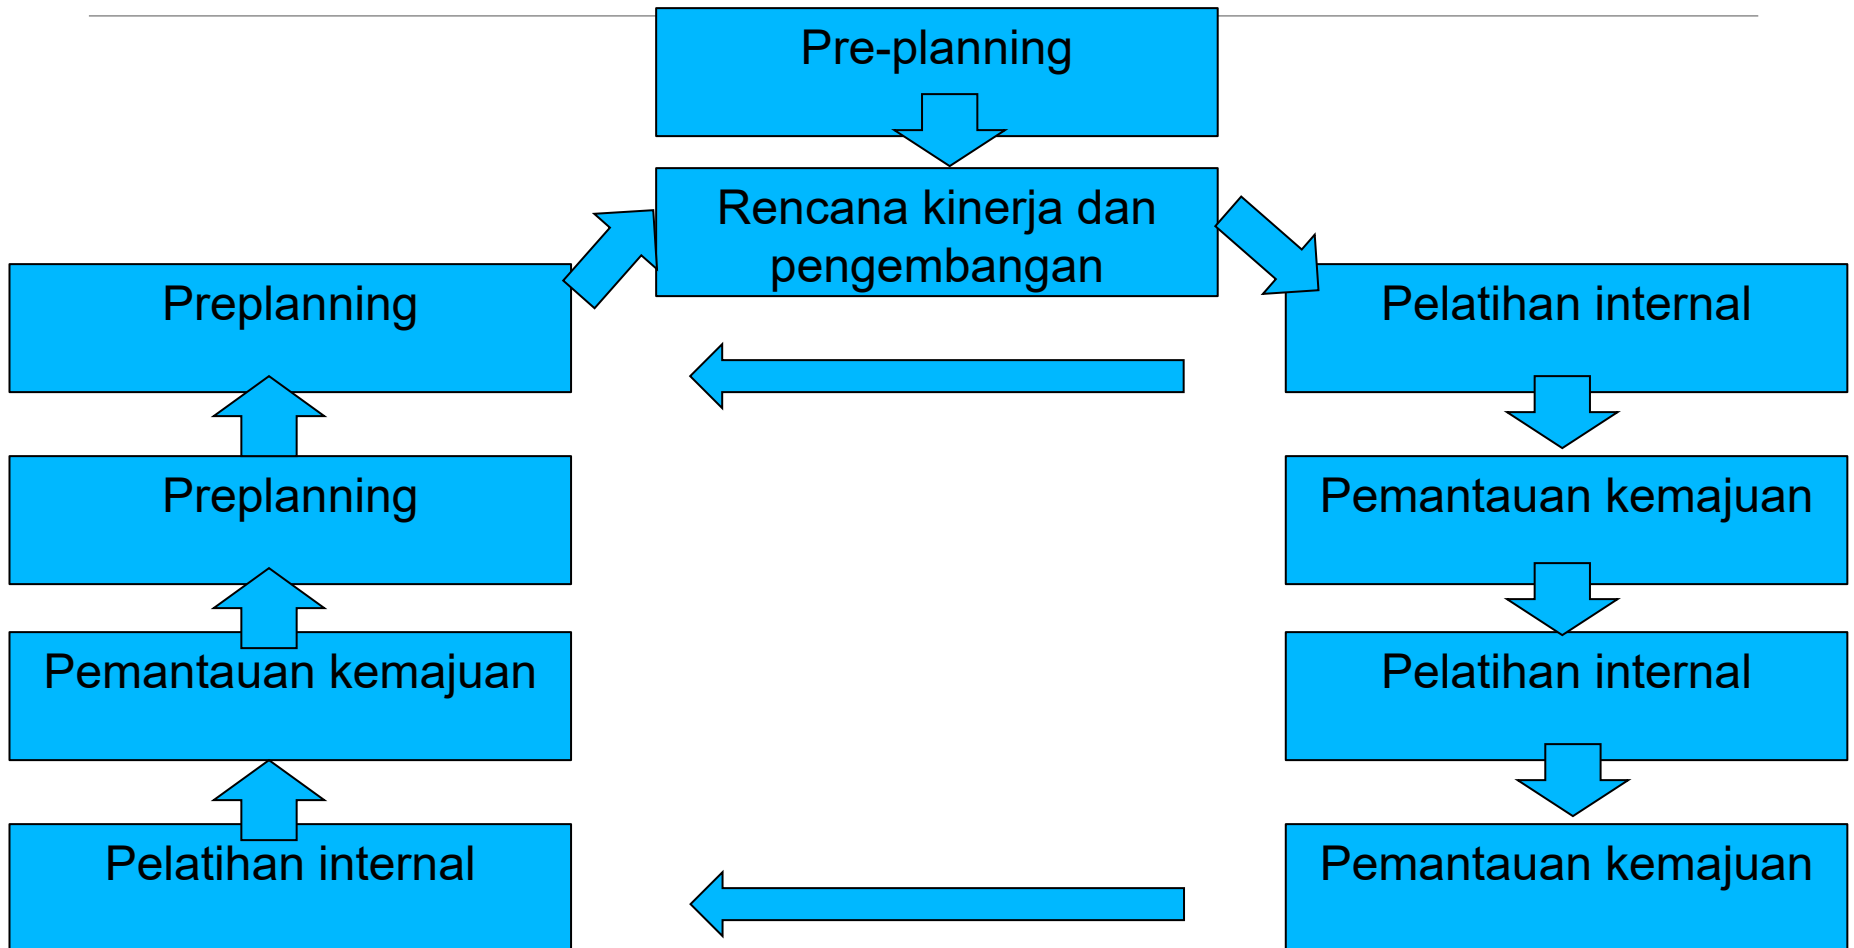 Pre-planning
Rencana kinerja dan
pengembangan
Preplanning
Pelatihan internal
Preplanning
Pemantauan kemajuan
Pemantauan kemajuan
Pelatihan internal
Pelatihan internal
Pemantauan kemajuan